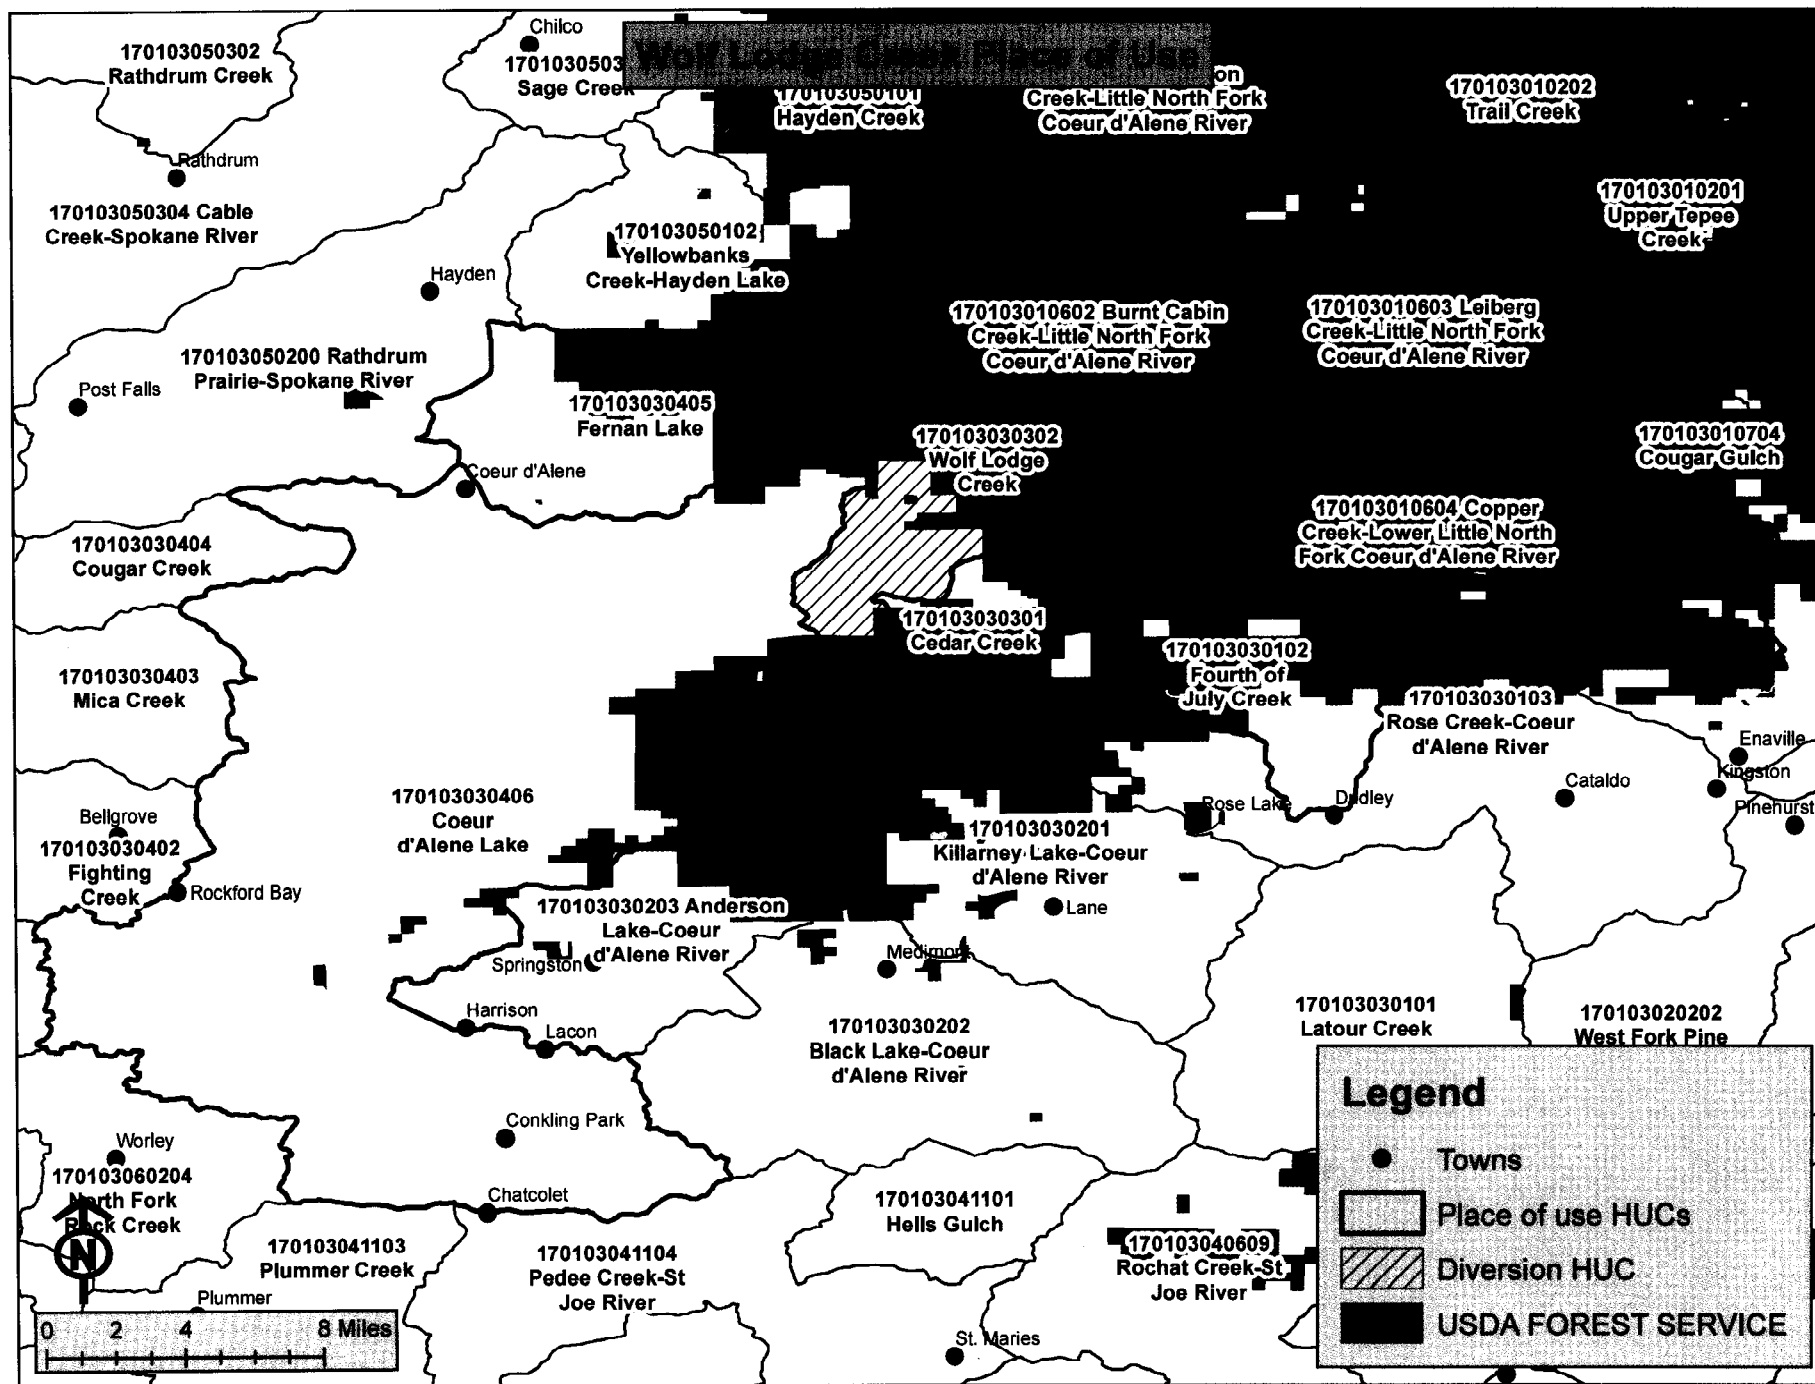 Wolf Lodge Creek Place of Use
Chilco
170103050302
Rathdrum Creek
1701030503
Sage Creek
170103050101
Hayden Creek
on
Creek-Little North Fork
Coeur d'Alene River
170103010202
Trail Creek
Rathdrum
170103050304 Cable
Creek-Spokane River
170103010201
Upper Tepee
Creek
170103050102
Yellowbanks
Creek-Hayden Lake
Hayden
170103010602 Burnt Cabin
Creek-Little North Fork
Coeur d'Alene River
170103010603 Leiberg
Creek-Little North Fork
Coeur d'Alene River
170103050200 Rathdrum
Prairie-Spokane River
Post Falls
170103030405
Fernan Lake
170103030302
Wolf Lodge
Creek
170103010704
Cougar Gulch
Coeur d'Alene
170103010604 Copper
Creek-Lower Little North
Fork Coeur d'Alene River
170103030404
Cougar Creek
170103030301
Cedar Creek
170103030102
Fourth of
July Creek
170103030403
Mica Creek
170103030103
Rose Creek-Coeur
d'Alene River
Enaville
Kingston
Cataldo
Pinehurst
Rose Lake
Dudley
170103030406
Coeur
d'Alene Lake
Bellgrove
170103030402
Fighting
Creek
Rockford Bay
170103030201
Killarney Lake-Coeur
d'Alene River
Lane
170103030203 Anderson
Lake-Coeur
d'Alene River
Springston
Medimont
Harrison
Lacon
170103030202
Black Lake-Coeur
d'Alene River
170103030101
Latour Creek
170103020202
West Fork Pine
Conkling Park
Worley
170103060204
North Fork
Rock Creek
N
Chatcolet
170103041101
Hells Gulch
170103041103
Plummer Creek
170103041104
Pedee Creek-St
Joe River
170103040609
Rochat Creek-St
Joe River
Plummer
St. Maries
0 2 4 8 Miles
Legend
Towns
Place of use HUCs
Diversion HUC
USDA FOREST SERVICE